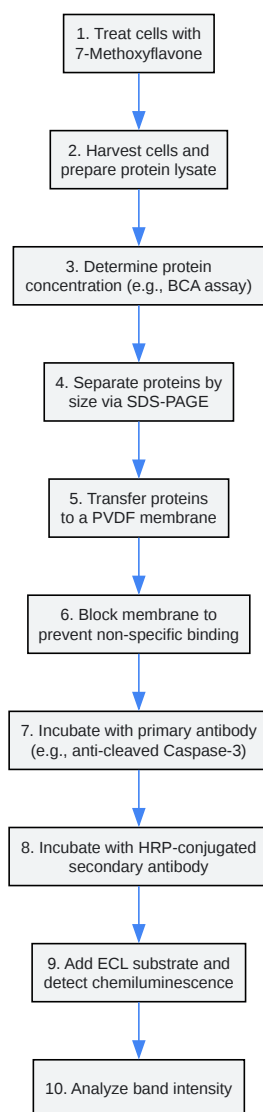 1. Treat cells with
7-Methoxyflavone
2. Harvest cells and
prepare protein lysate
3. Determine protein
concentration (e.g., BCA assay)
4. Separate proteins by
size via SDS-PAGE
5. Transfer proteins
to a PVDF membrane
6. Block membrane to
prevent non-specific binding
7. Incubate with primary antibody
(e.g., anti-cleaved Caspase-3)
8. Incubate with HRP-conjugated
secondary antibody
9. Add ECL substrate and
detect chemiluminescence
10. Analyze band intensity